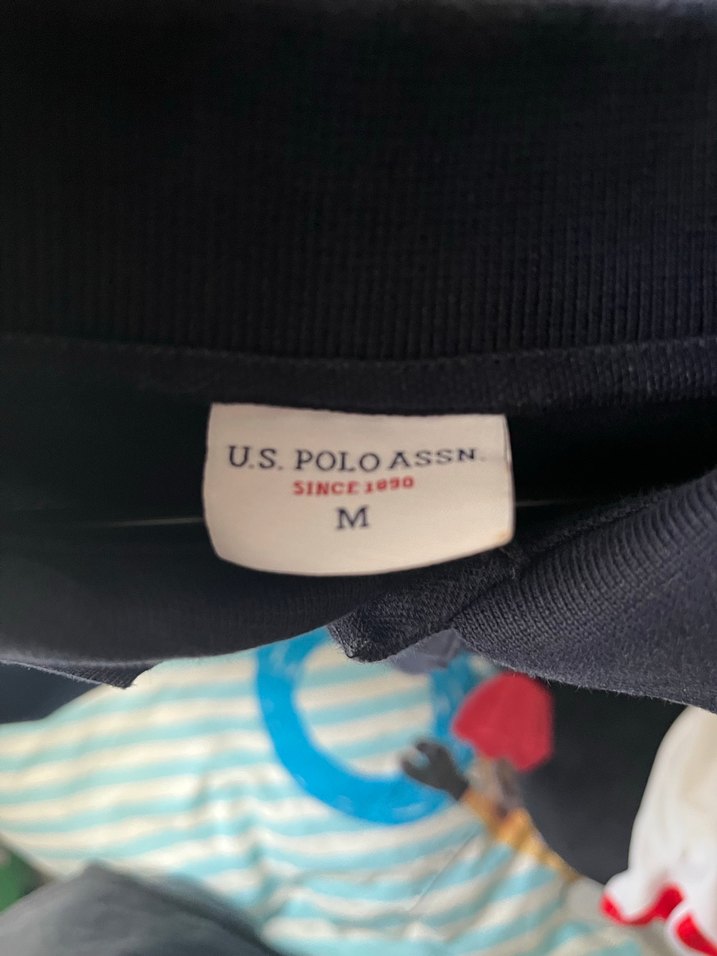 U.S. POLO ASSN.
SINCE 1890
M